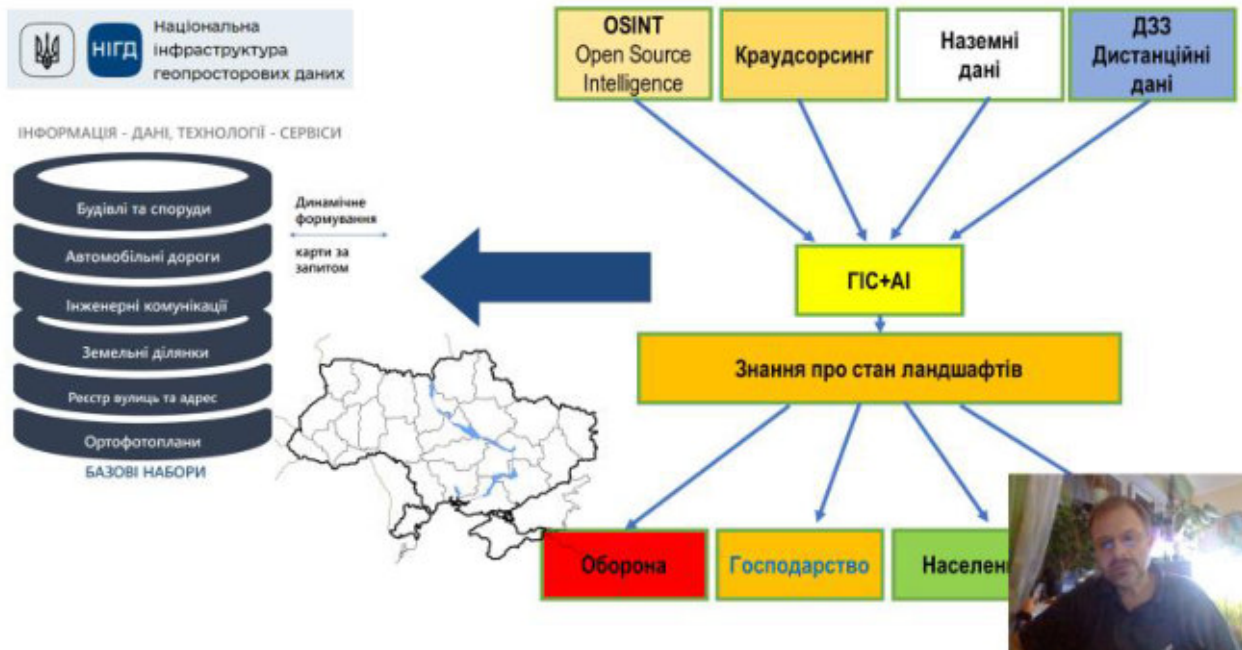 НІГД
Національна
інфраструктура
геопросторових даних
ІНФОРМАЦІЯ - ДАНІ, ТЕХНОЛОГІЇ - СЕРВІСИ
Будівлі та споруди
Автомобільні дороги
Інженерні комунікації
Земельні ділянки
Реєстр вулиць та адрес
Ортофотоплани
БАЗОВІ НАБОРИ
Динамічне
формування
карти за
запитом
OSINT
Open Source
Intelligence
Краудсорсинг
Наземні
дані
ДЗЗ
Дистанційні
дані
ГІС+АІ
Знання про стан ландшафтів
Оборона
Господарство